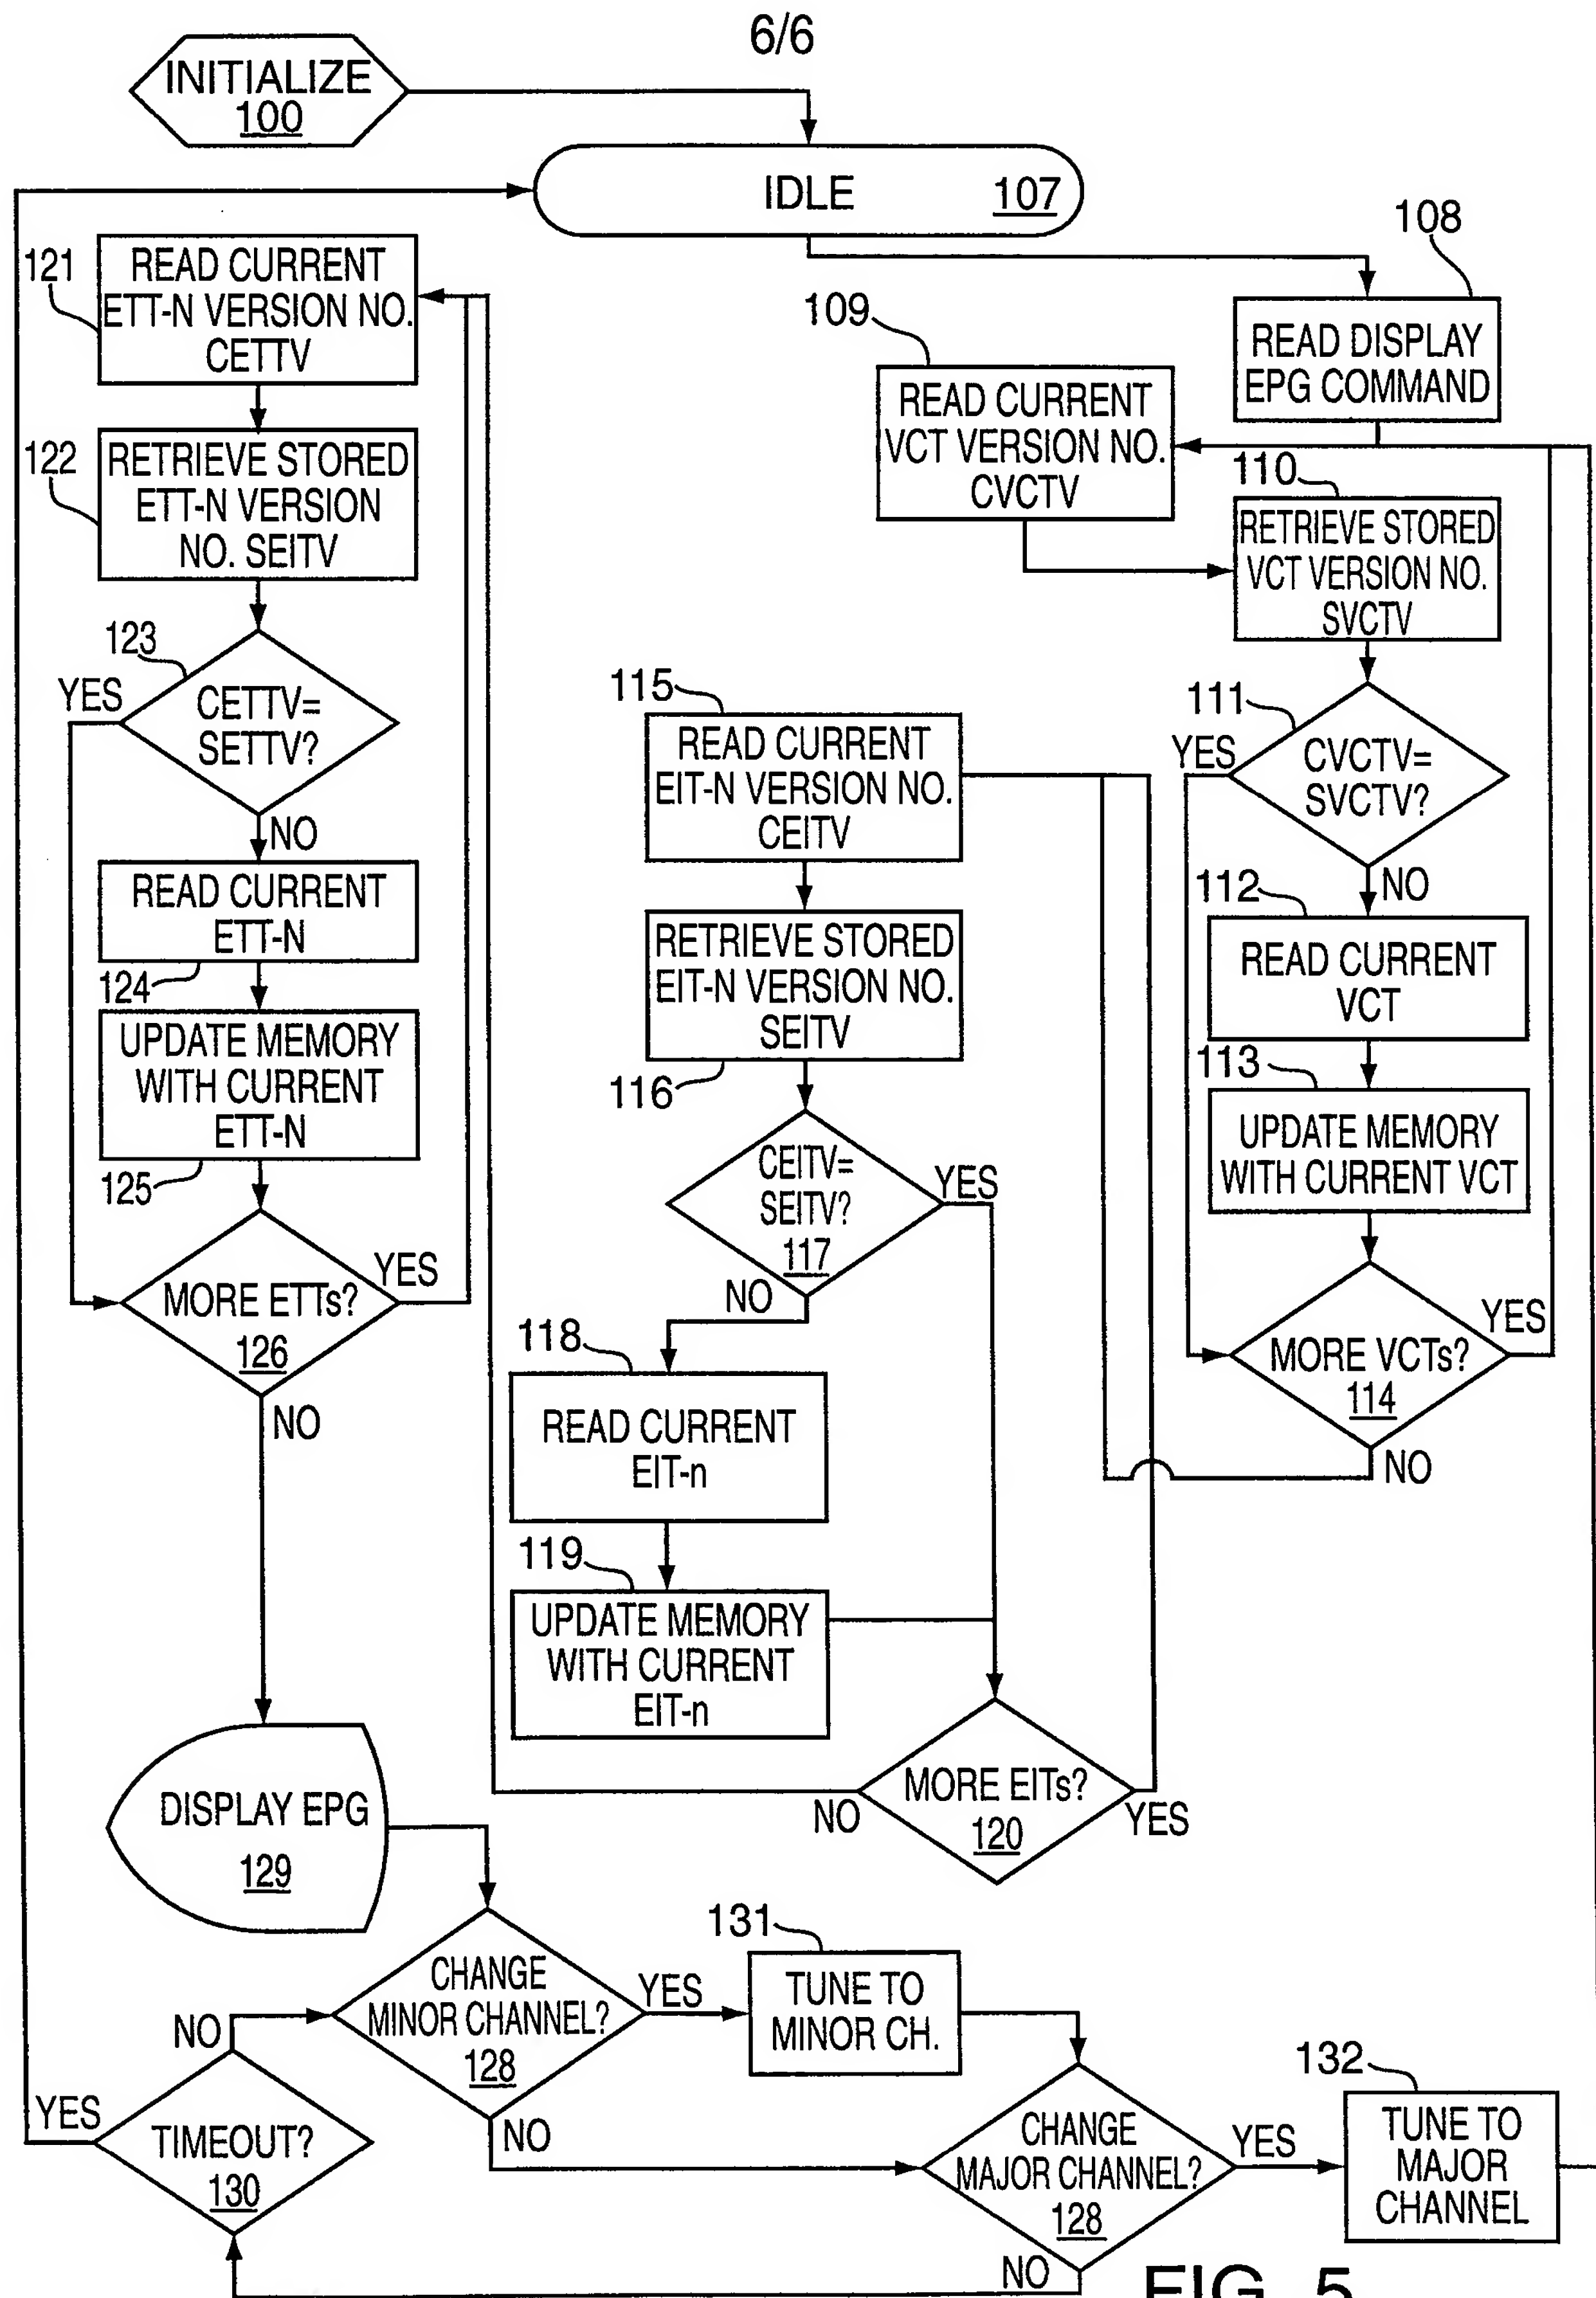 6/6
INITIALIZE
100
IDLE 107
108
READ DISPLAY
EPG COMMAND
109
READ CURRENT
VCT VERSION NO.
CVCTV
110
RETRIEVE STORED
VCT VERSION NO.
SVCTV
111
CVCTV=
SVCTV?
YES
NO
112
READ CURRENT
VCT
113
UPDATE MEMORY
WITH CURRENT VCT
MORE VCTs?
114
YES
NO
115
READ CURRENT
EIT-N VERSION NO.
CEITV
RETRIEVE STORED
EIT-N VERSION NO.
SEITV
116
CEITV=
SEITV?
117
YES
NO
118
READ CURRENT
EIT-n
119
UPDATE MEMORY
WITH CURRENT
EIT-n
MORE EITs?
120
NO
YES
121
READ CURRENT
ETT-N VERSION NO.
CETTV
122
RETRIEVE STORED
ETT-N VERSION
NO. SEITV
123
YES
CETTV=
SETTV?
NO
READ CURRENT
ETT-N
124
UPDATE MEMORY
WITH CURRENT
ETT-N
125
MORE ETTs?
126
YES
NO
DISPLAY EPG
129
CHANGE
MINOR CHANNEL?
128
YES
NO
131
TUNE TO
MINOR CH.
CHANGE
MAJOR CHANNEL?
128
YES
NO
132
TUNE TO
MAJOR
CHANNEL
TIMEOUT?
130
NO
YES
FIG. 5